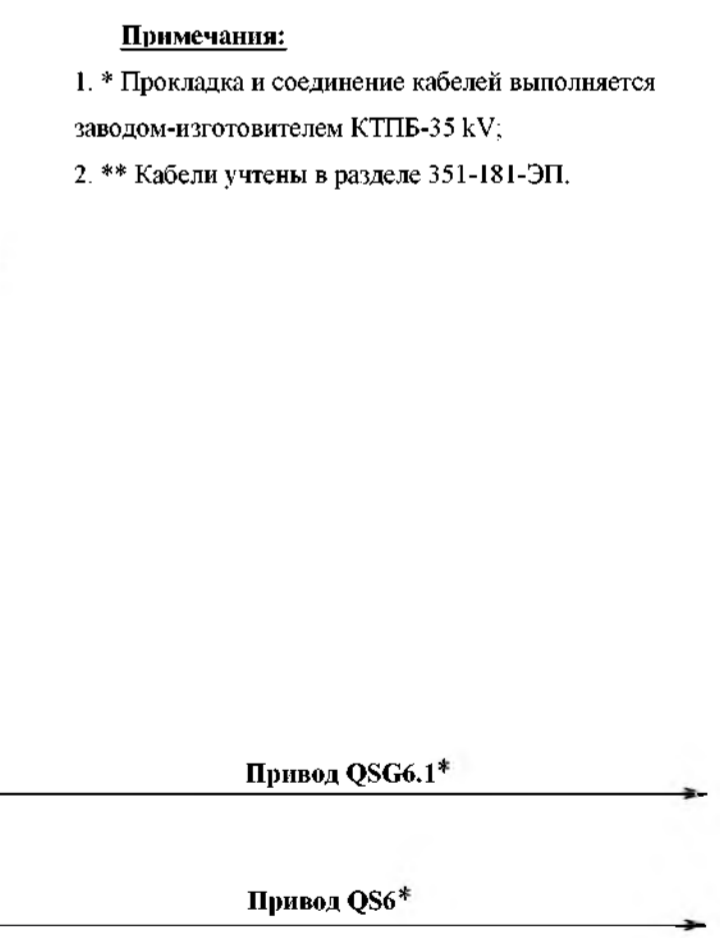 Примечания:
1. * Прокладка и соединение кабелей выполняется
заводом-изготовителем КТПБ-35 kV;
2. ** Кабели учтены в разделе 351-181-ЭП.
Привод QSG6.1*
Привод QS6*